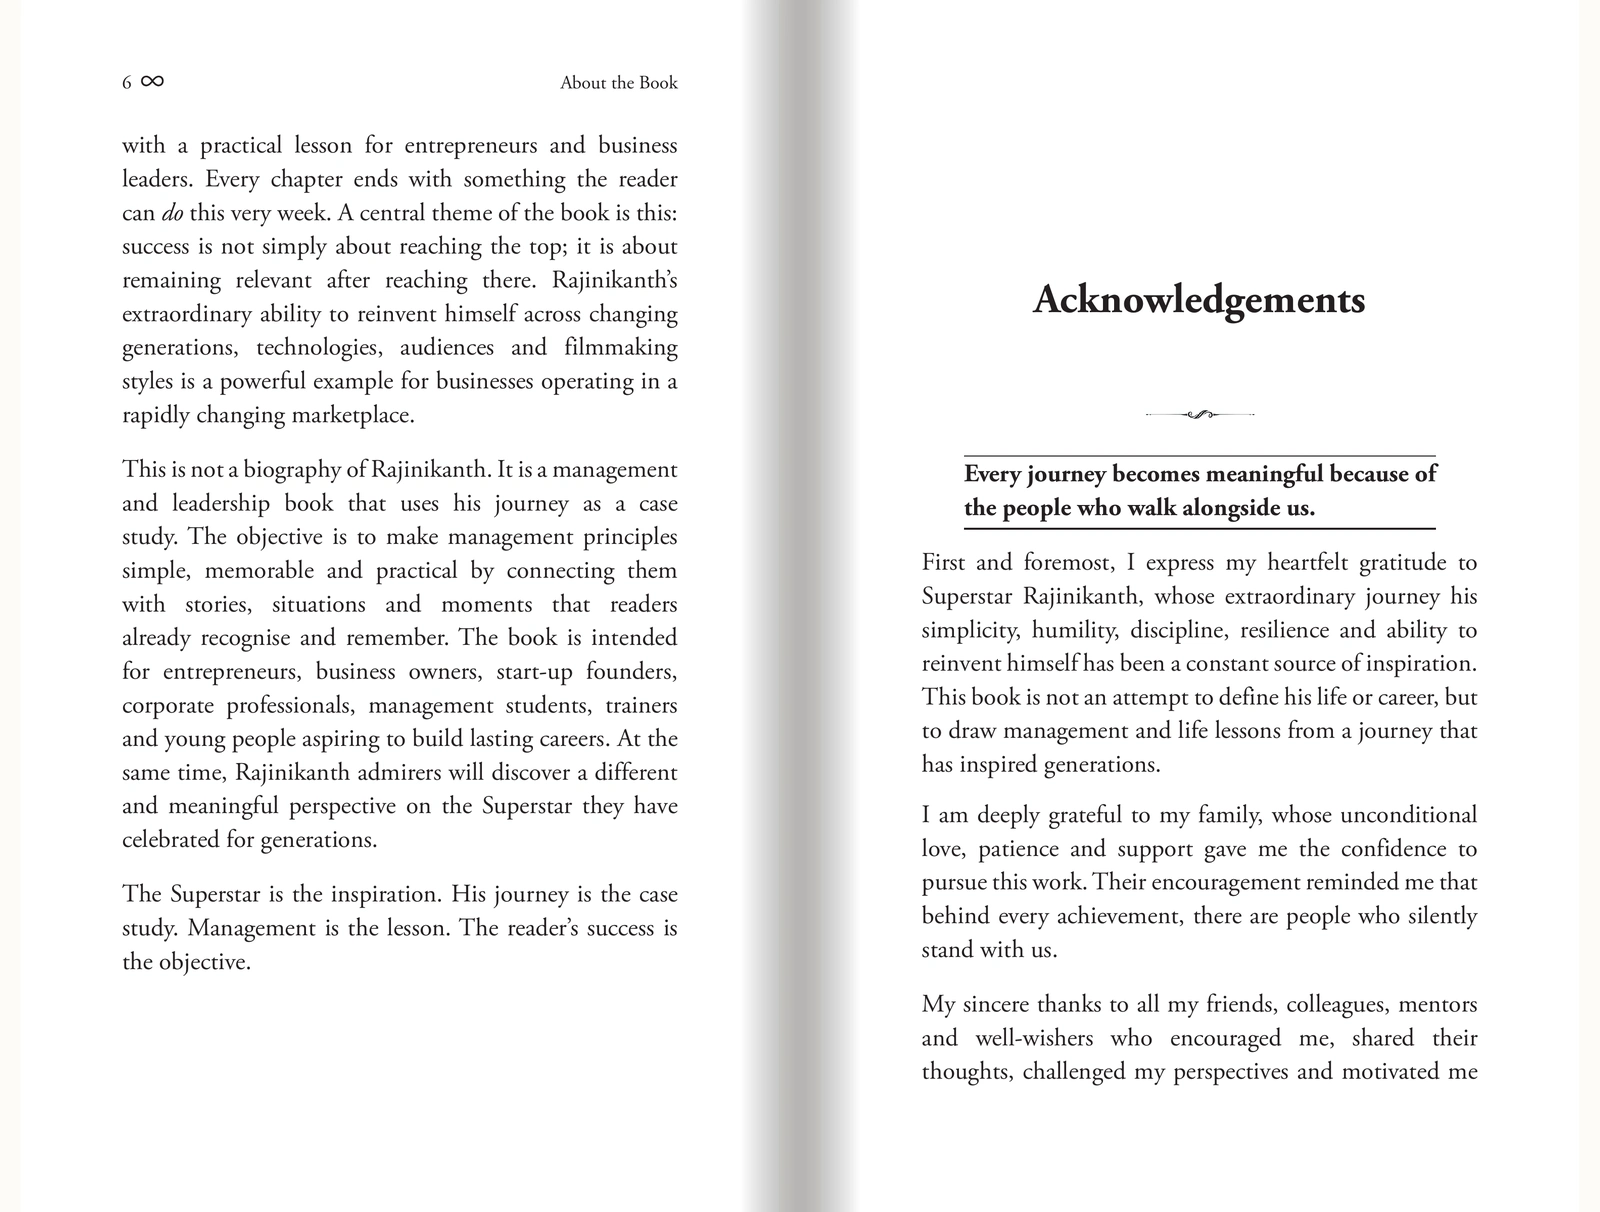 6 ∞ About the Book
with a practical lesson for entrepreneurs and business
leaders. Every chapter ends with something the reader
can do this very week. A central theme of the book is this:
success is not simply about reaching the top; it is about
remaining relevant after reaching there. Rajinikanth’s
extraordinary ability to reinvent himself across changing
generations, technologies, audiences and filmmaking
styles is a powerful example for businesses operating in a
rapidly changing marketplace.
This is not a biography of Rajinikanth. It is a management
and leadership book that uses his journey as a case
study. The objective is to make management principles
simple, memorable and practical by connecting them
with stories, situations and moments that readers
already recognise and remember. The book is intended
for entrepreneurs, business owners, start-up founders,
corporate professionals, management students, trainers
and young people aspiring to build lasting careers. At the
same time, Rajinikanth admirers will discover a different
and meaningful perspective on the Superstar they have
celebrated for generations.
The Superstar is the inspiration. His journey is the case
study. Management is the lesson. The reader’s success is
the objective.
Acknowledgements
Every journey becomes meaningful because of
the people who walk alongside us.
First and foremost, I express my heartfelt gratitude to
Superstar Rajinikanth, whose extraordinary journey his
simplicity, humility, discipline, resilience and ability to
reinvent himself has been a constant source of inspiration.
This book is not an attempt to define his life or career, but
to draw management and life lessons from a journey that
has inspired generations.
I am deeply grateful to my family, whose unconditional
love, patience and support gave me the confidence to
pursue this work. Their encouragement reminded me that
behind every achievement, there are people who silently
stand with us.
My sincere thanks to all my friends, colleagues, mentors
and well-wishers who encouraged me, shared their
thoughts, challenged my perspectives and motivated me